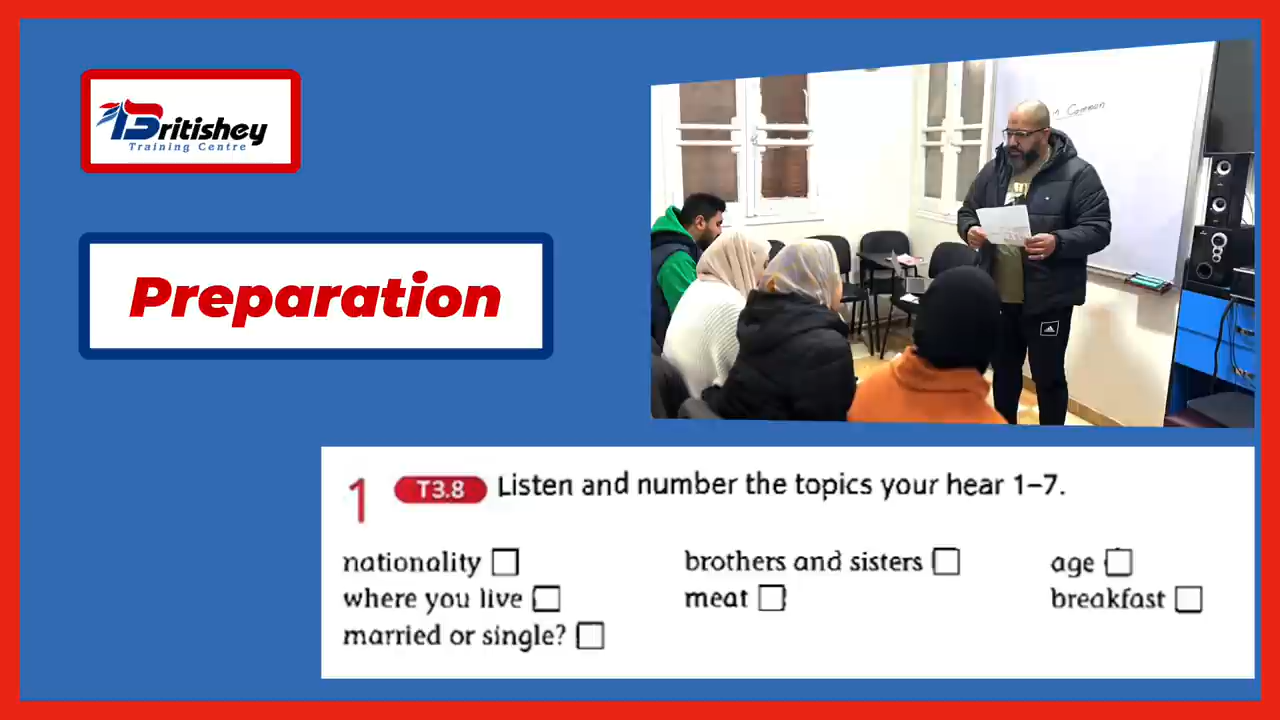 Britishey
Training Centre
Preparation
Common
1 T3.8 Listen and number the topics your hear 1–7.
nationality brothers and sisters age
where you live meat breakfast
married or single?